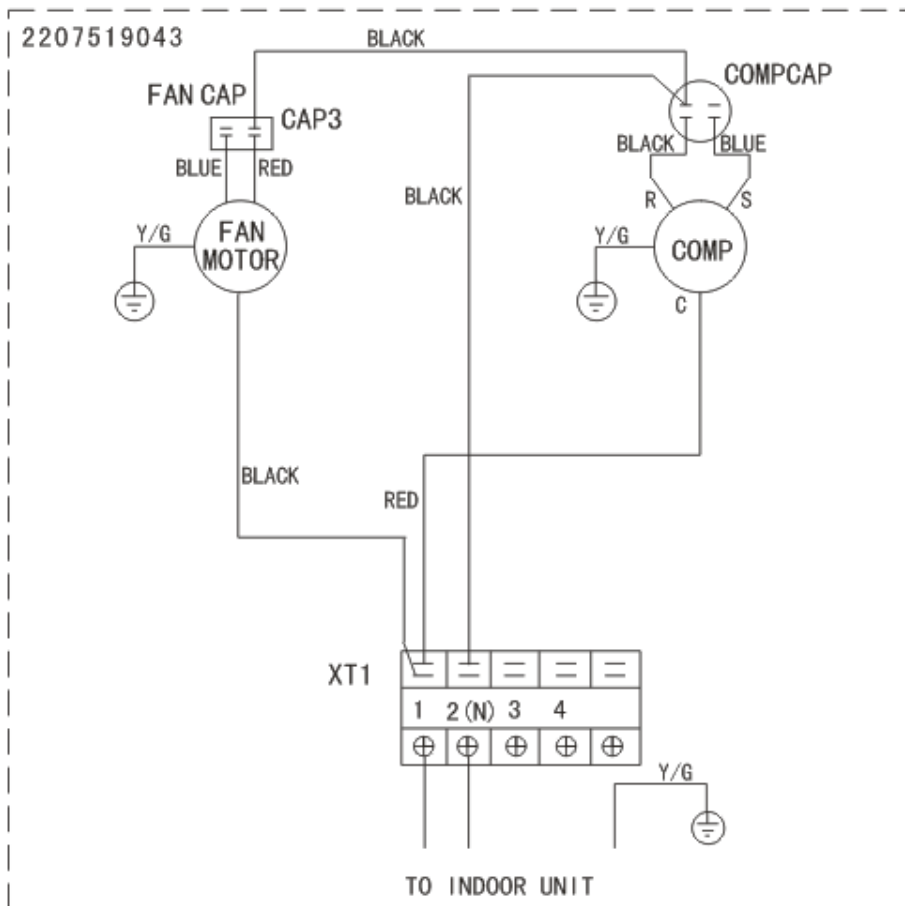 2207519043
BLACK
FAN CAP
CAP3
COMPCAP
BLUE
RED
BLACK
BLACK
BLUE
R
S
Y/G
FAN
MOTOR
Y/G
COMP
C
BLACK
RED
XT1
1 2(N) 3 4
Y/G
TO INDOOR UNIT